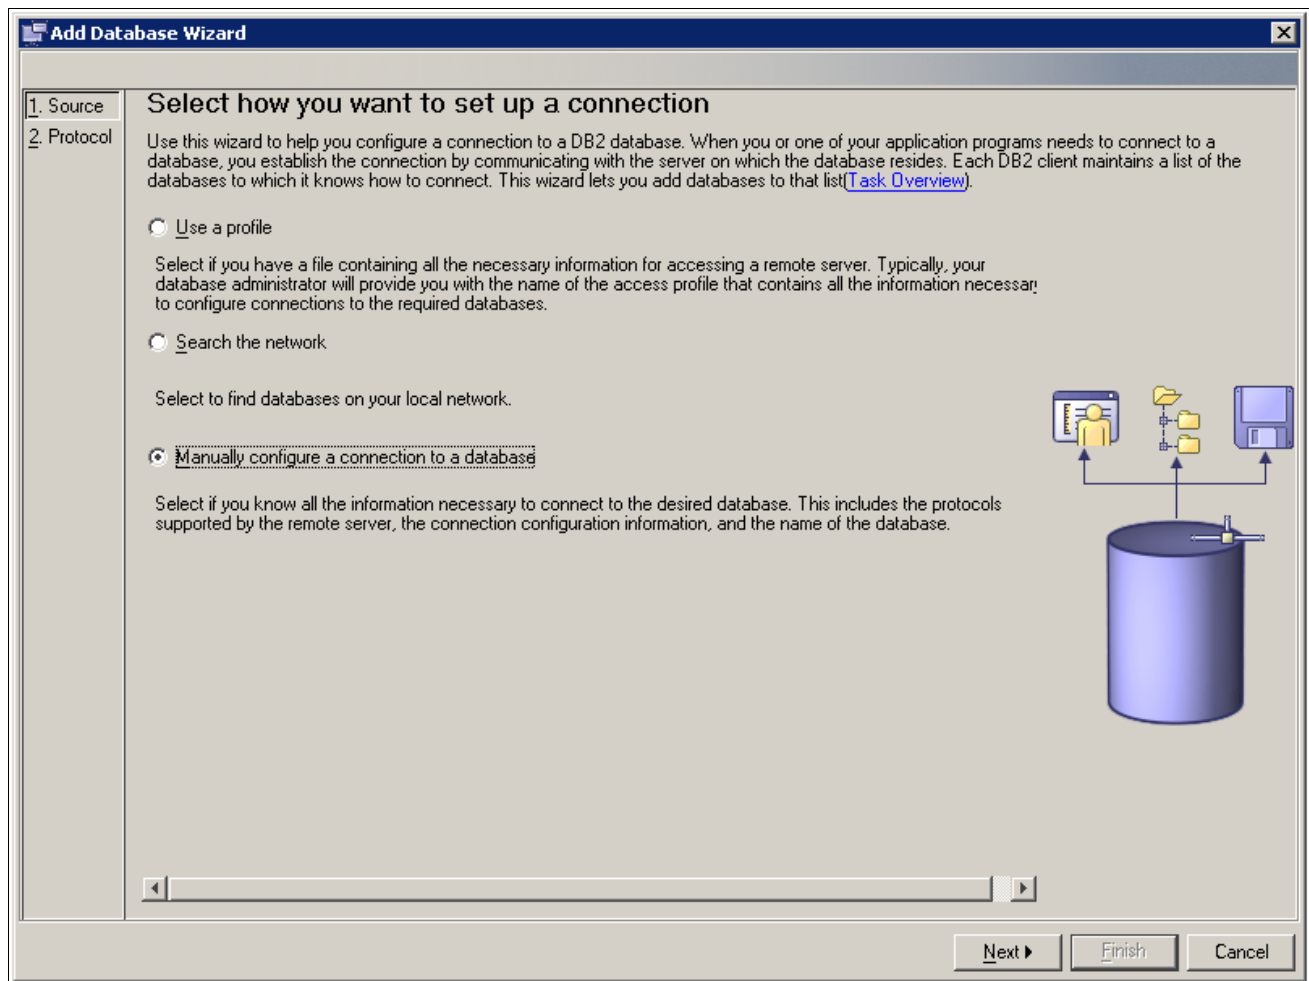 Add Database Wizard
1. Source
2. Protocol
Select how you want to set up a connection
Use this wizard to help you configure a connection to a DB2 database. When you or one of your application programs needs to connect to a
database, you establish the connection by communicating with the server on which the database resides. Each DB2 client maintains a list of the
databases to which it knows how to connect. This wizard lets you add databases to that list(Task Overview).
Use a profile
Select if you have a file containing all the necessary information for accessing a remote server. Typically, your
database administrator will provide you with the name of the access profile that contains all the information necessary
to configure connections to the required databases.
Search the network
Select to find databases on your local network.
Manually configure a connection to a database
Select if you know all the information necessary to connect to the desired database. This includes the protocols
supported by the remote server, the connection configuration information, and the name of the database.
Next
Finish
Cancel